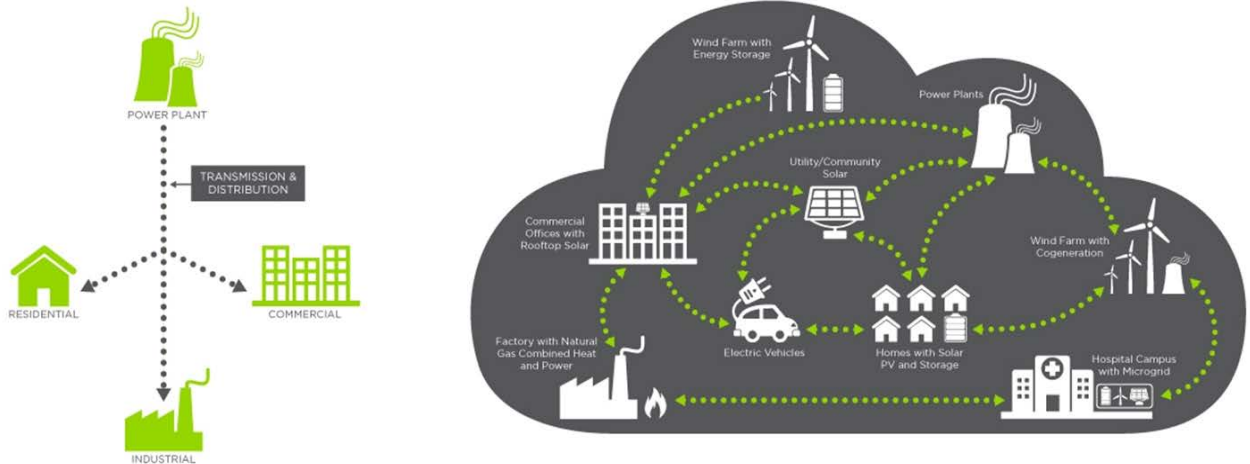 POWER PLANT
TRANSMISSION &
DISTRIBUTION
RESIDENTIAL
COMMERCIAL
INDUSTRIAL
Wind Farm with
Energy Storage
Power Plants
Utility/Community
Solar
Commercial
Offices with
Rooftop Solar
Wind Farm with
Cogeneration
Factory with Natural
Gas Combined Heat
and Power
Electric Vehicles
Homes with Solar
PV and Storage
Hospital Campus
with Microgrid